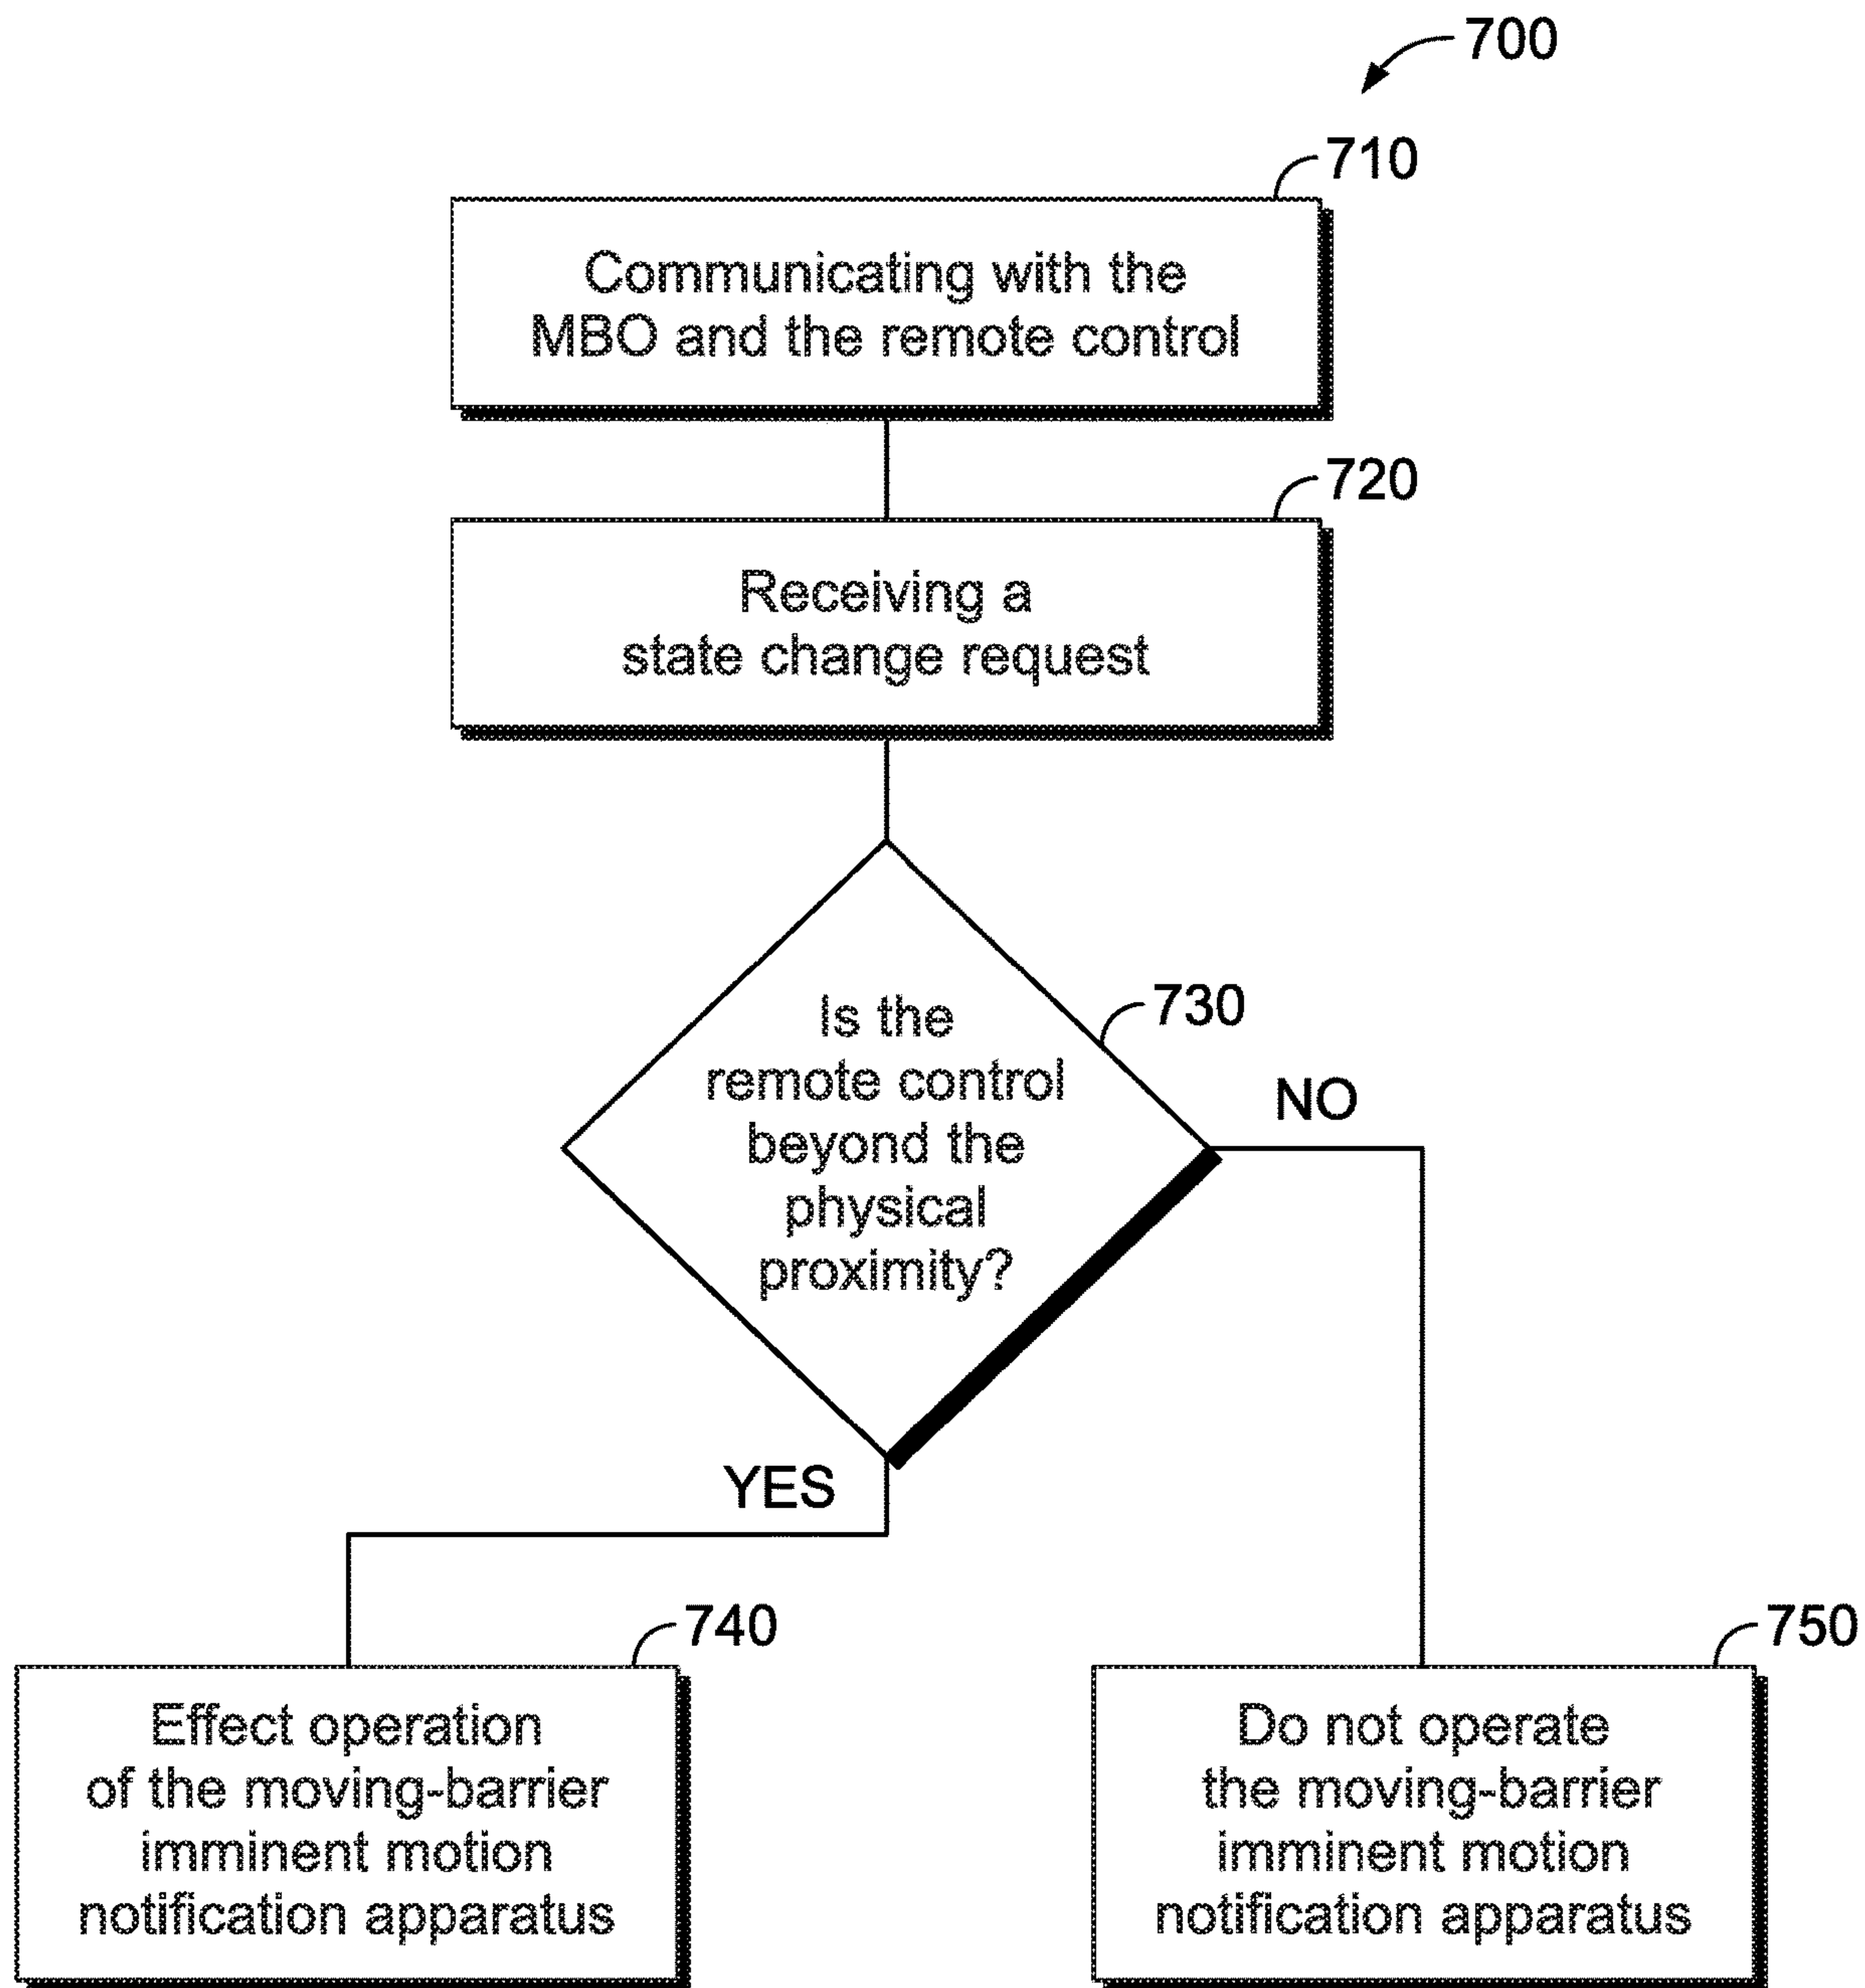 700
710
Communicating with the
MBO and the remote control
720
Receiving a
state change request
730
Is the
remote control
beyond the
physical
proximity?
NO
YES
740
Effect operation
of the moving-barrier
imminent motion
notification apparatus
750
Do not operate
the moving-barrier
imminent motion
notification apparatus